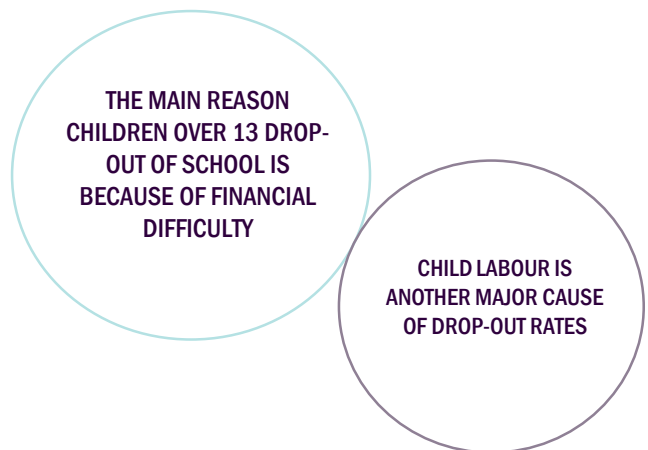 THE MAIN REASON
CHILDREN OVER 13 DROP-
OUT OF SCHOOL IS
BECAUSE OF FINANCIAL
DIFFICULTY
CHILD LABOUR IS
ANOTHER MAJOR CAUSE
OF DROP-OUT RATES